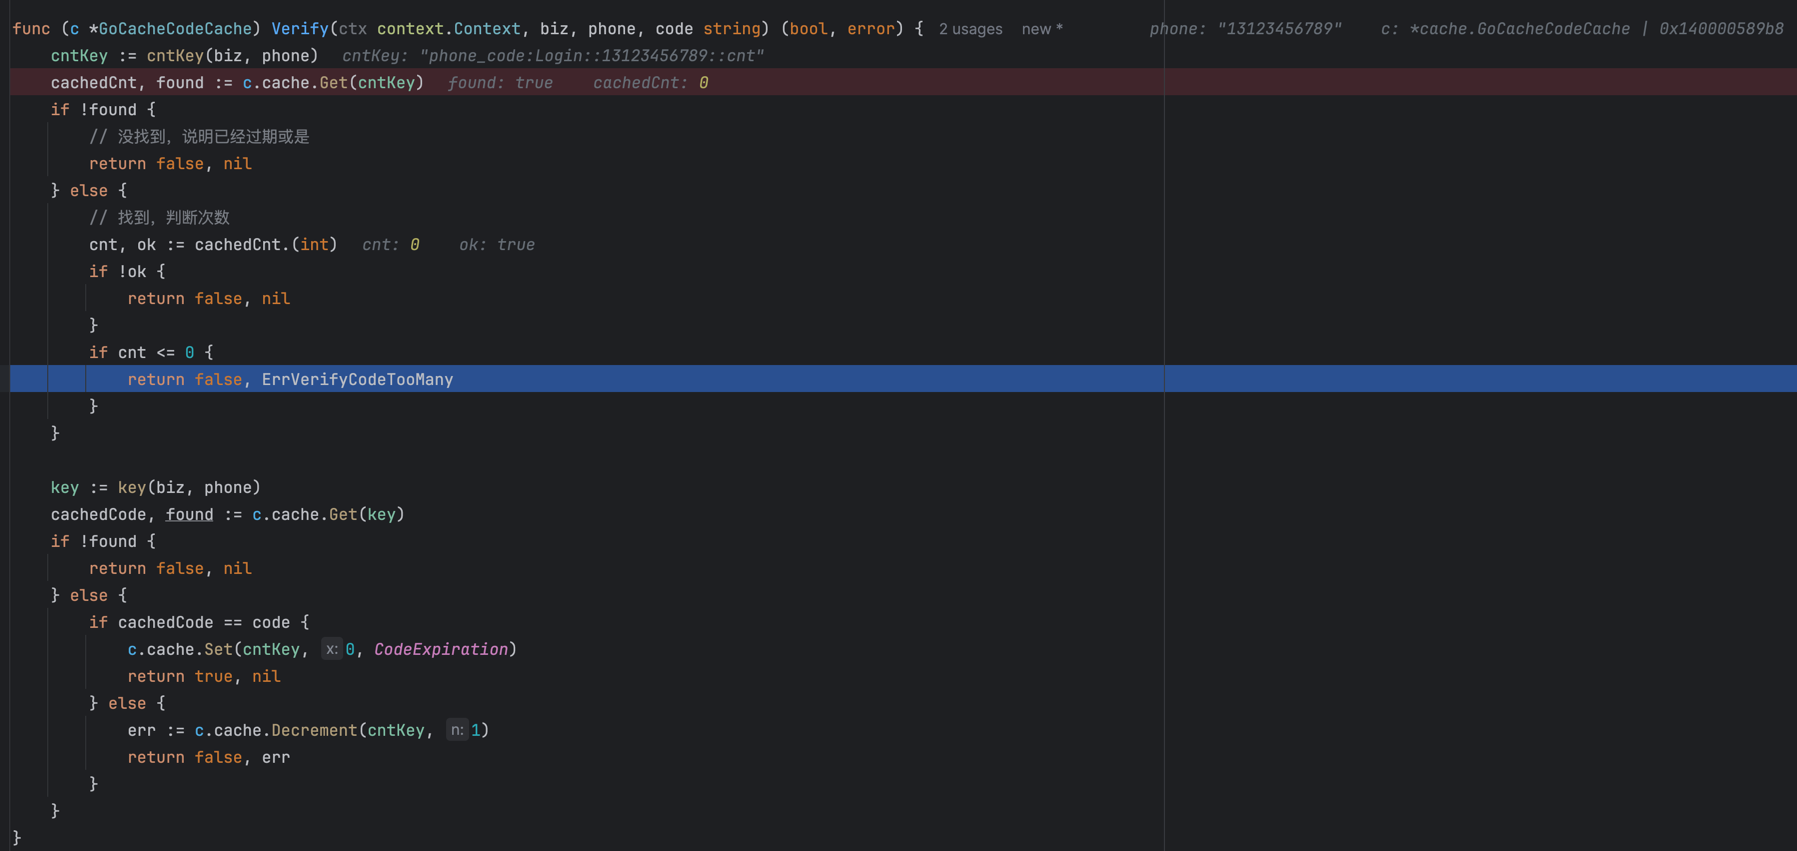 func (c *GoCacheCodeCache) Verify(ctx context.Context, biz, phone, code string) (bool, error) { 2 usages new * phone: "13123456789" c: *cache.GoCacheCodeCache | 0x140000589b8
cntKey := cntKey(biz, phone) cntKey: "phone_code:Login::13123456789::cnt"
cachedCnt, found := c.cache.Get(cntKey) found: true cachedCnt: 0
if !found {
// 没找到，说明已经过期或是
return false, nil
} else {
// 找到，判断次数
cnt, ok := cachedCnt.(int) cnt: 0 ok: true
if !ok {
return false, nil
}
if cnt <= 0 {
return false, ErrVerifyCodeTooMany
}
}
key := key(biz, phone)
cachedCode, found := c.cache.Get(key)
if !found {
return false, nil
} else {
if cachedCode == code {
c.cache.Set(cntKey, x: 0, CodeExpiration)
return true, nil
} else {
err := c.cache.Decrement(cntKey, n: 1)
return false, err
}
}
}